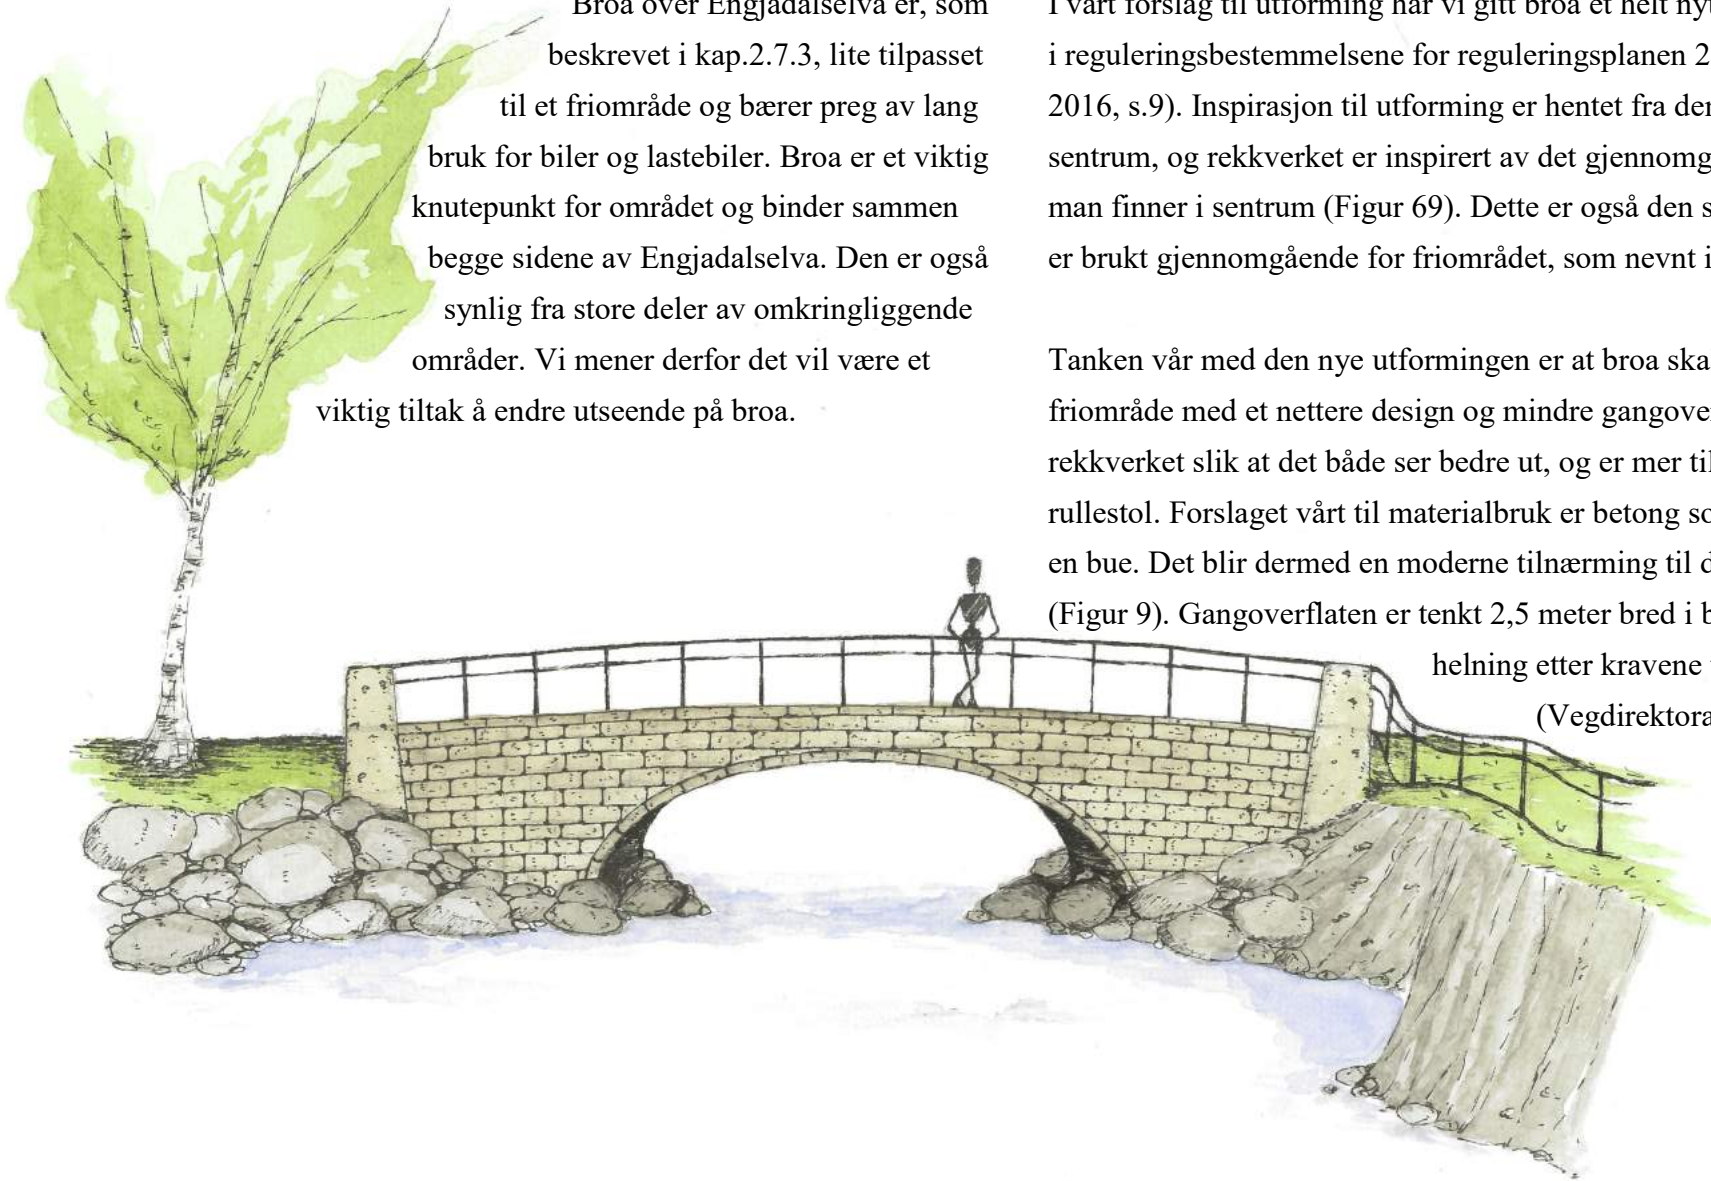 Broa over Engjadalselva er, som
beskrevet i kap.2.7.3, lite tilpasset
til et friområde og bærer preg av lang
bruk for biler og lastebiler. Broa er et viktig
knutepunkt for området og binder sammen
begge sidene av Engjadalselva. Den er også
synlig fra store deler av omkringliggende
områder. Vi mener derfor det vil være et
viktig tiltak å endre utseende på broa.
I vårt forslag til utforming har vi gitt broa et helt
i reguleringsbestemmelsene for reguleringsplanen
2016, s.9). Inspirasjon til utforming er hentet fra
sentrum, og rekkverket er inspirert av det
man finner i sentrum (Figur 69). Dette er også den
er brukt gjennomgående for friområdet, som nevnt i
Tanken vår med den nye utformingen er at broa
friområde med et nettere design og mindre
rekkverket slik at det både ser bedre ut, og er mer
rullestol. Forslaget vårt til materialbruk er betong
en bue. Det blir dermed en moderne tilnærming til
(Figur 9). Gangoverflaten er tenkt 2,5 meter bred i
helning etter kravene